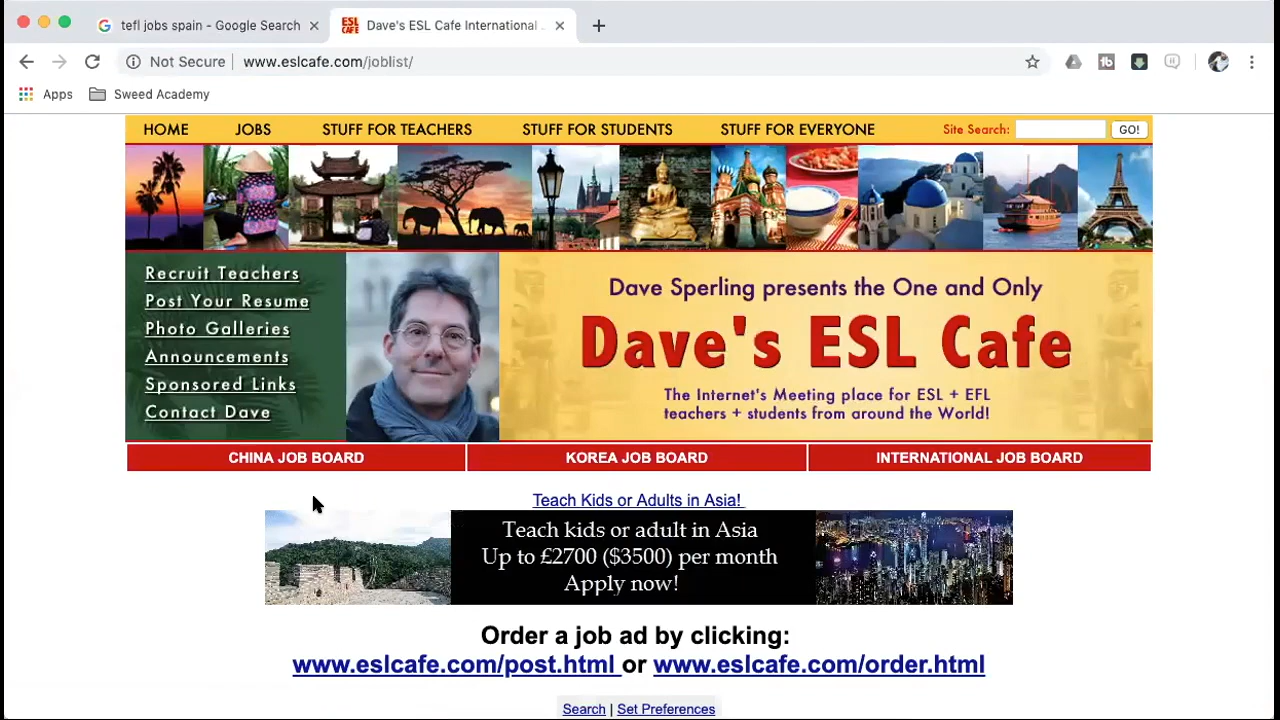 tefl jobs spain - Google Search
ESL CAFE
Dave's ESL Cafe International
Not Secure
www.eslcafe.com/joblist/
Apps
Sweed Academy
HOME
JOBS
STUFF FOR TEACHERS
STUFF FOR STUDENTS
STUFF FOR EVERYONE
Site Search:
GO!
Recruit Teachers
Post Your Resume
Photo Galleries
Announcements
Sponsored Links
Contact Dave
Dave Sperling presents the One and Only
Dave's ESL Cafe
The Internet's Meeting place for ESL + EFL
teachers + students from around the World!
CHINA JOB BOARD
KOREA JOB BOARD
INTERNATIONAL JOB BOARD
Teach Kids or Adults in Asia!
Teach kids or adult in Asia
Up to £2700 ($3500) per month
Apply now!
Order a job ad by clicking:
www.eslcafe.com/post.html or www.eslcafe.com/order.html
Search | Set Preferences